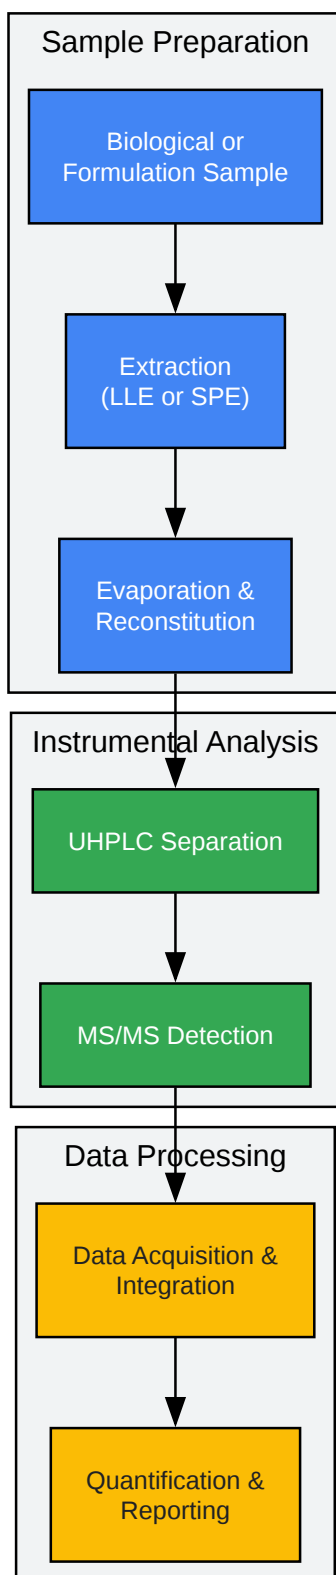 Sample Preparation
Biological or
Formulation Sample
Extraction
(LLE or SPE)
Evaporation &
Reconstitution
Instrumental Analysis
UHPLC Separation
MS/MS Detection
Data Processing
Data Acquisition &
Integration
Quantification &
Reporting